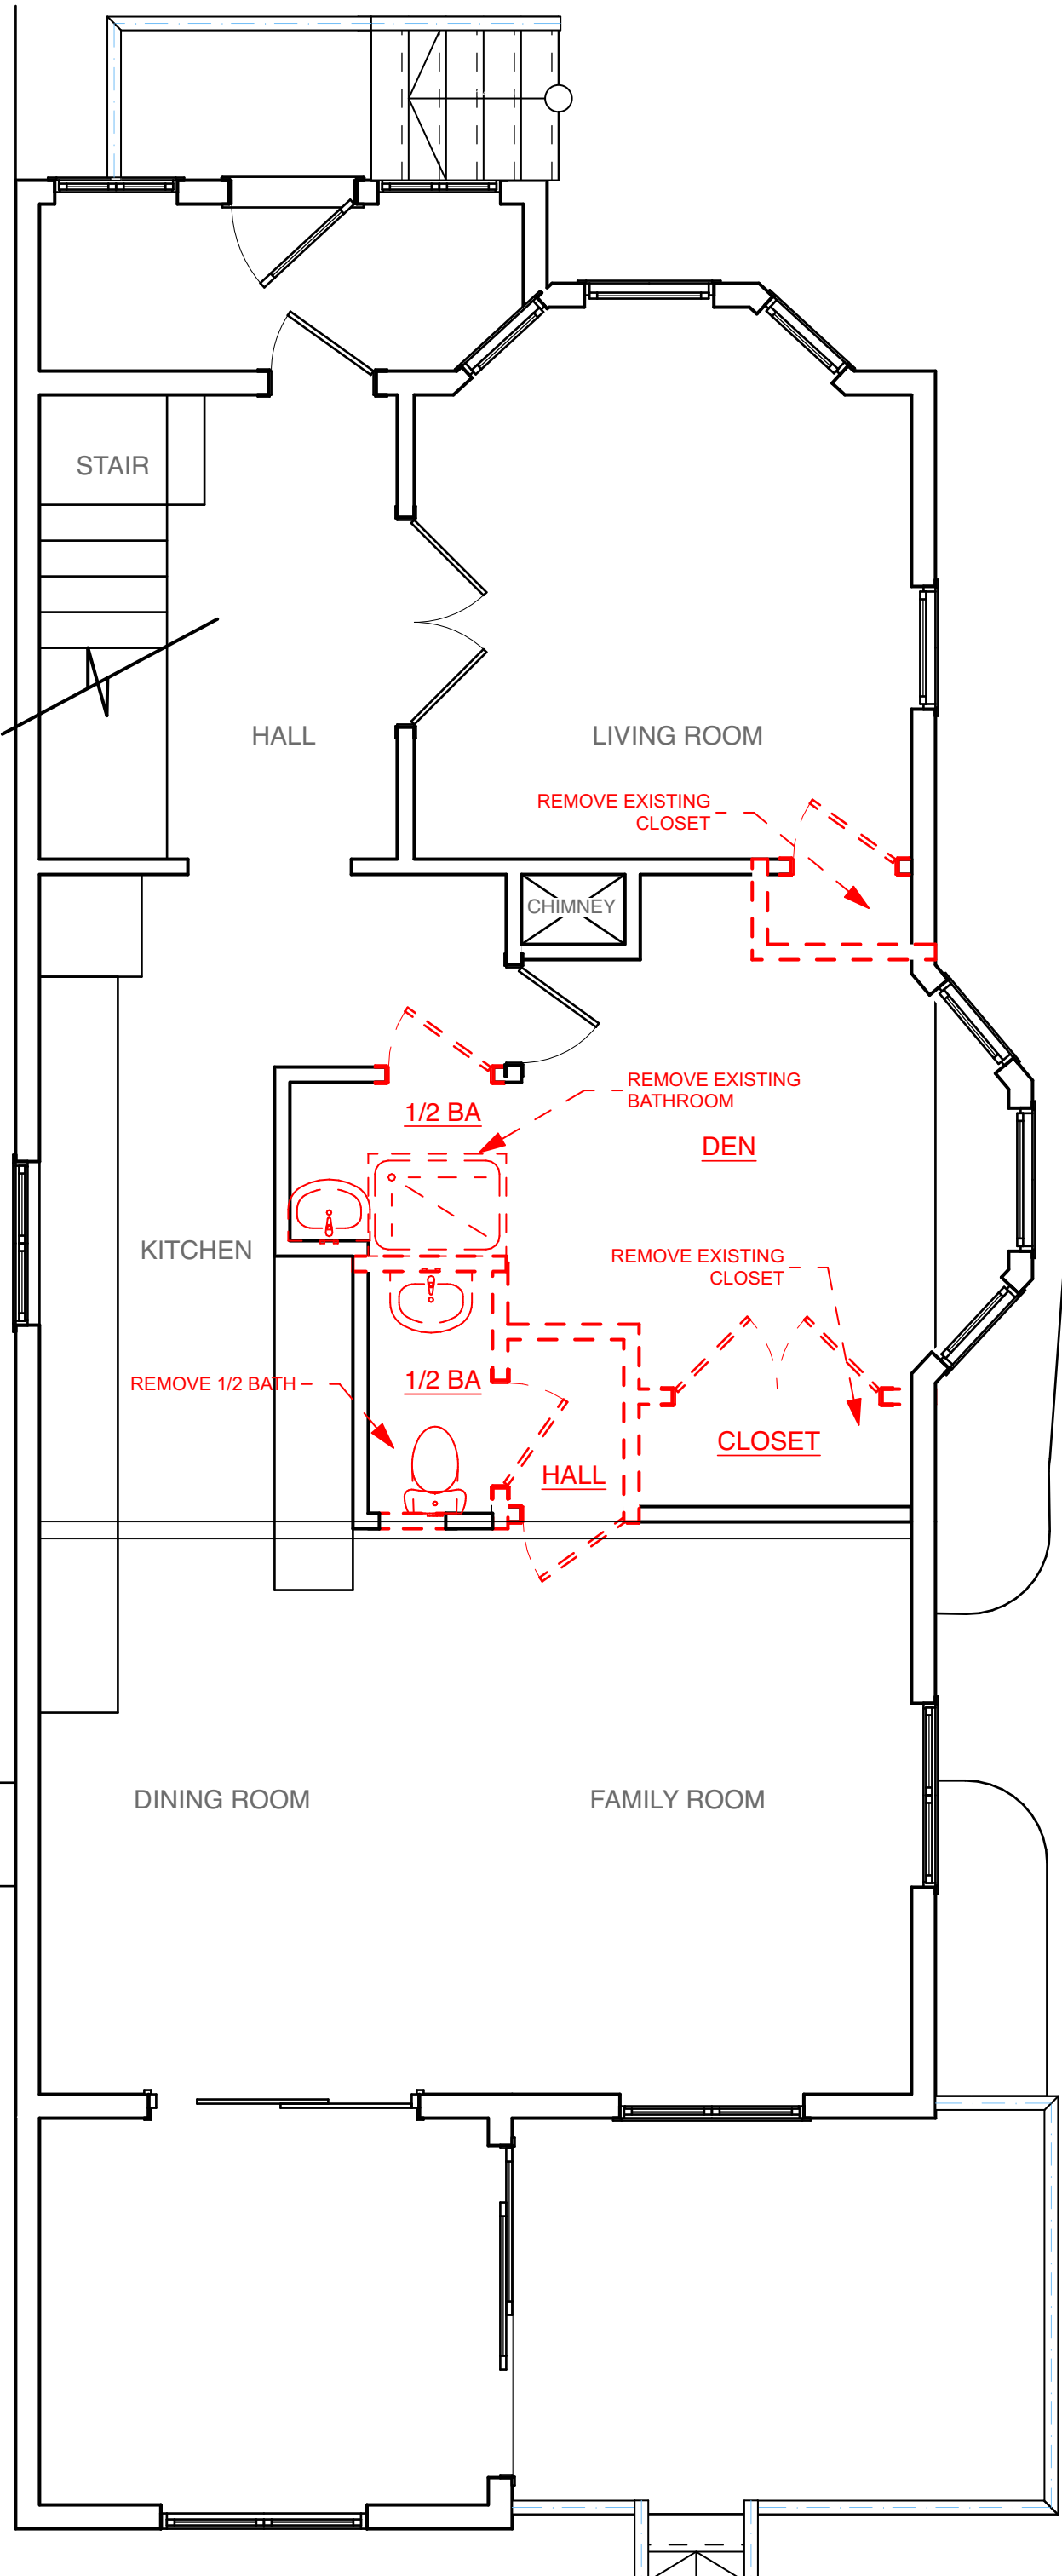 STAIR
HALL
LIVING ROOM
REMOVE EXISTING
CLOSET
CHIMNEY
REMOVE EXISTING
BATHROOM
1/2 BA
DEN
KITCHEN
REMOVE EXISTING
CLOSET
REMOVE 1/2 BATH
1/2 BA
CLOSET
HALL
DINING ROOM
FAMILY ROOM